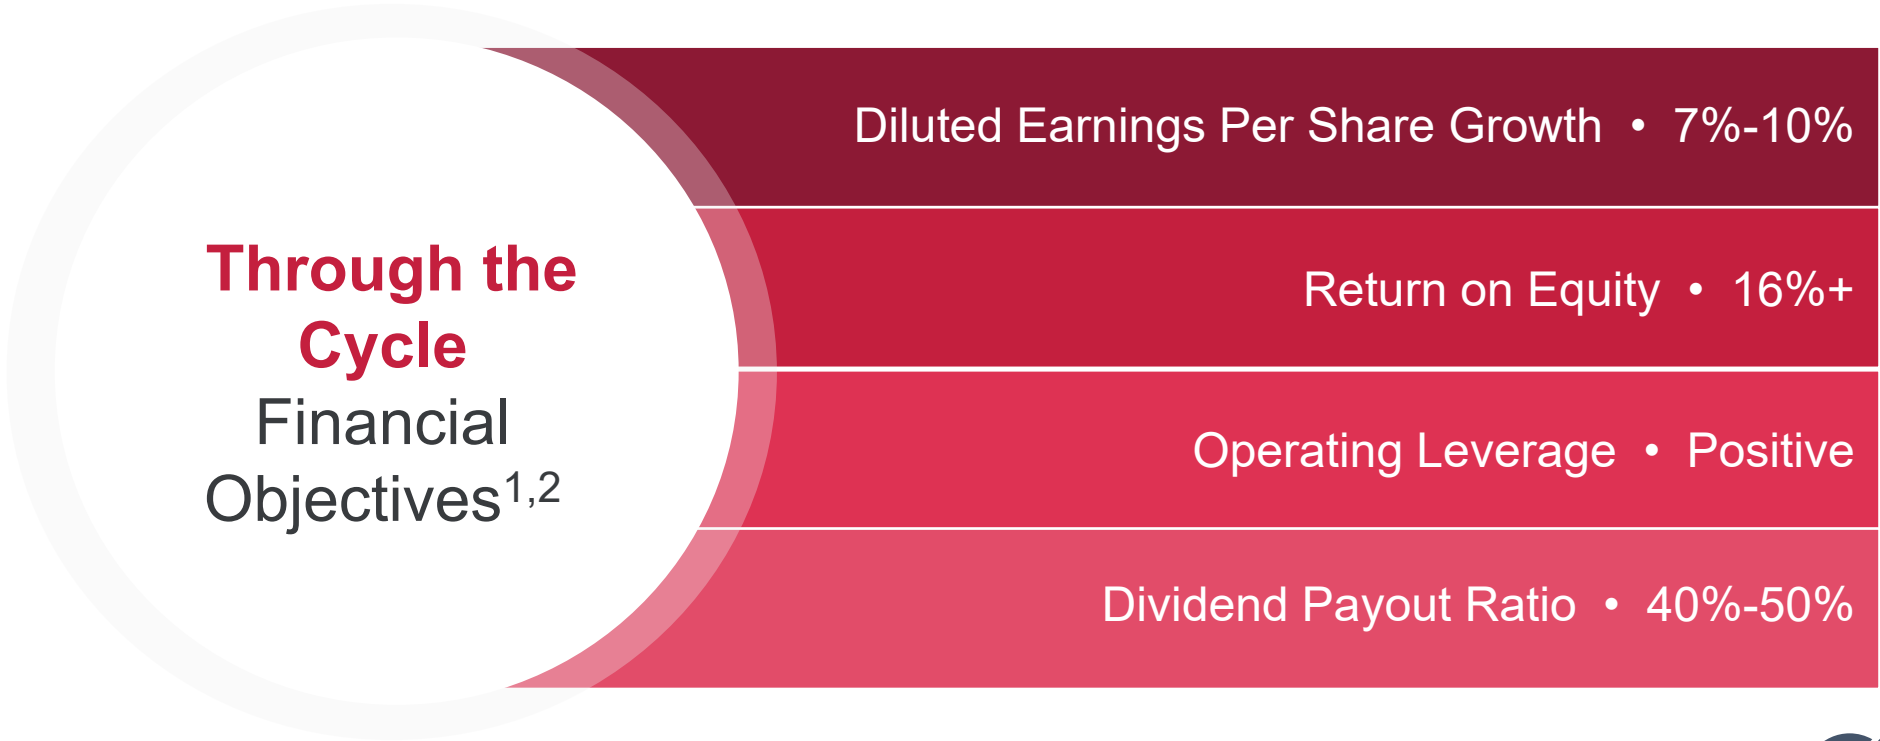 Through the
Cycle
Financial
Objectives1,2
Diluted Earnings Per Share Growth • 7%-10%
Return on Equity • 16%+
Operating Leverage • Positive
Dividend Payout Ratio • 40%-50%